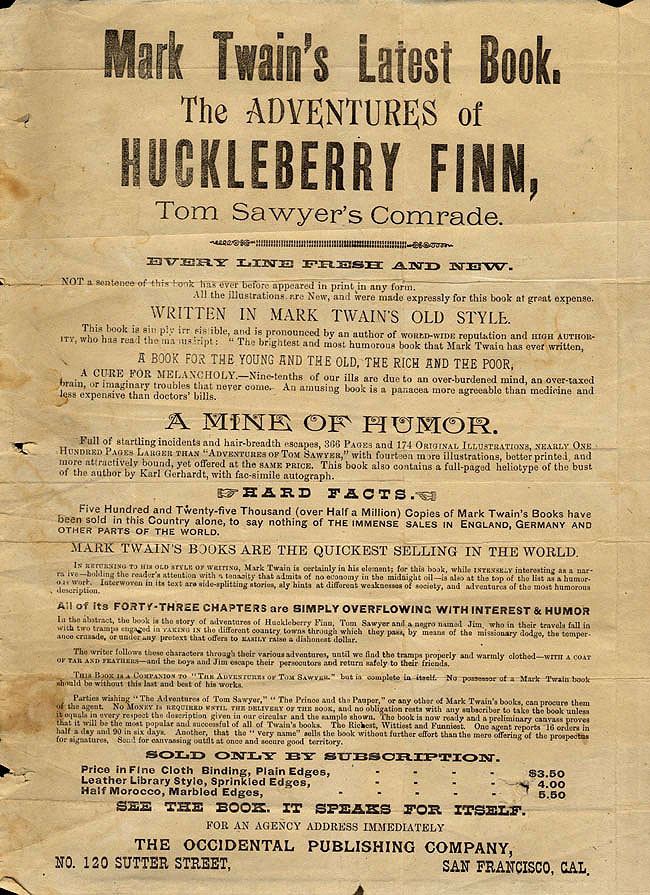 Mark Twain's Latest Book.
The ADVENTURES of
HUCKLEBERRY FINN,
Tom Sawyer's Comrade.
EVERY LINE FRESH AND NEW.
NOT a sentence of this book has ever before appeared in print in any form.
All the illustrations are New, and were made expressly for this book at great expense.
WRITTEN IN MARK TWAIN'S OLD STYLE.
This book is simply irresistible, and is pronounced by an author of WORLD-WIDE reputation and HIGH AUTHOR-
ITY, who has read the manuscript: "The brightest and most humorous book that Mark Twain has ever written,
A BOOK FOR THE YOUNG AND THE OLD, THE RICH AND THE POOR,
A CURE FOR MELANCHOLY.—Nine-tenths of our ills are due to an over-burdened mind, an over-taxed
brain, or imaginary troubles that never come. An amusing book is a panacea more agreeable than medicine and
less expensive than doctors' bills.
A MINE OF HUMOR.
Full of startling incidents and hair-breadth escapes, 366 PAGES and 174 ORIGINAL ILLUSTRATIONS, NEARLY ONE
HUNDRED PAGES LARGER THAN "ADVENTURES OF TOM SAWYER," with fourteen more illustrations, better printed, and
more attractively bound, yet offered at the SAME PRICE. This book also contains a full-paged heliotype of the bust
of the author by Karl Gerhardt, with fac-simile autograph.
HARD FACTS.
Five Hundred and Twenty-five Thousand (over Half a Million) Copies of Mark Twain's Books have
been sold in this Country alone, to say nothing of THE IMMENSE SALES IN ENGLAND, GERMANY AND
OTHER PARTS OF THE WORLD.
MARK TWAIN'S BOOKS ARE THE QUICKEST SELLING IN THE WORLD.
IN RETURNING TO HIS OLD STYLE OF WRITING, Mark Twain is certainly in his element; for this book, while INTENSELY interesting as a nar-
rative—holding the reader's attention with a tenacity that admits of no economy in the midnight oil—is also at the top of the list as a humor-
ous work. Interwoven in its text are side-splitting stories, sly hints at different weaknesses of society, and adventures of the most humorous
description.
All of its FORTY-THREE CHAPTERS are SIMPLY OVERFLOWING WITH INTEREST & HUMOR
In the abstract, the book is the story of adventures of Huckleberry Finn, Tom Sawyer and a negro named Jim, who in their travels fall in
with two tramps engaged in TAKING IN the different country towns through which they pass, by means of the missionary dodge, the temper-
ance crusade, or under any pretext that offers to EASILY raise a dishonest dollar.
The writer follows these characters through their various adventures, until we find the tramps properly and warmly clothed—WITH A COAT
OF TAR AND FEATHERS—and the boys and Jim escape their persecutors and return safely to their friends.
THIS BOOK IS A COMPANION TO "THE ADVENTURES OF TOM SAWYER," but is complete in itself. No possessor of a Mark Twain book
should be without this last and best of his works.
Parties wishing "The Adventures of Tom Sawyer," "The Prince and the Pauper," or any other of Mark Twain's books, can procure them
of the agent. NO MONEY IS REQUIRED UNTIL THE DELIVERY OF THE BOOK, and no obligation rests with any subscriber to take the book unless
it equals in every respect the description given in our circular and the sample shown. The book is now ready and a preliminary canvass proves
that it will be the most popular and successful of all of Twain's books. The Richest, Wittiest and Funniest. One agent reports 16 orders in
half a day and 90 in six days. Another, that the "very name" sells the book without further effort than the mere offering of the prospectus
for signatures. Send for canvassing outfit at once and secure good territory.
SOLD ONLY BY SUBSCRIPTION.
Price in Fine Cloth Binding, Plain Edges, - - - - - $3.50
Leather Library Style, Sprinkled Edges, - - - - 4.00
Half Morocco, Marbled Edges, - - - - - 5.50
SEE THE BOOK. IT SPEAKS FOR ITSELF.
FOR AN AGENCY ADDRESS IMMEDIATELY
THE OCCIDENTAL PUBLISHING COMPANY,
NO. 120 SUTTER STREET, SAN FRANCISCO, CAL.